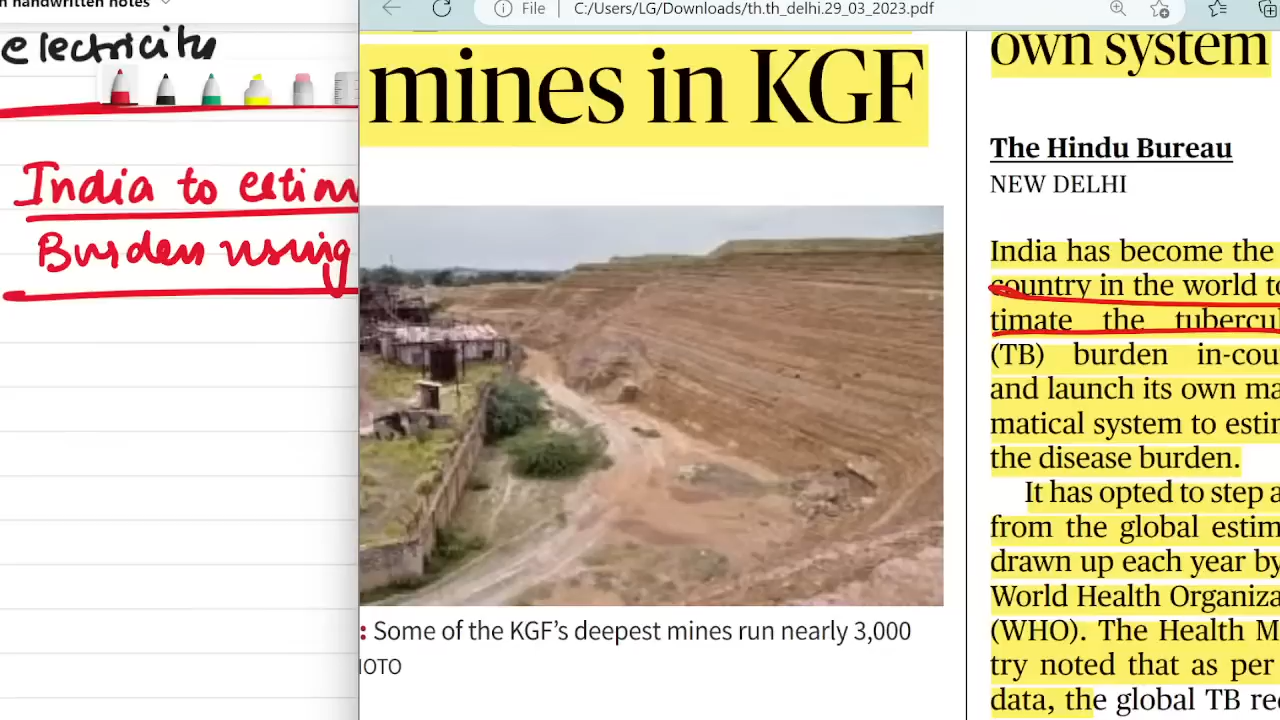 n handwritten notes
electricity
India to estim
Burden using
File
C:/Users/LG/Downloads/th.th_delhi.29_03_2023.pdf
mines in KGF
: Some of the KGF's deepest mines run nearly 3,000
HOTO
own system
The Hindu Bureau
NEW DELHI
India has become the
country in the world to
timate the tubercul
(TB) burden in-cou
and launch its own ma
matical system to estim
the disease burden.
It has opted to step a
from the global estim
drawn up each year by
World Health Organiza
(WHO). The Health M
try noted that as per
data, the global TB red